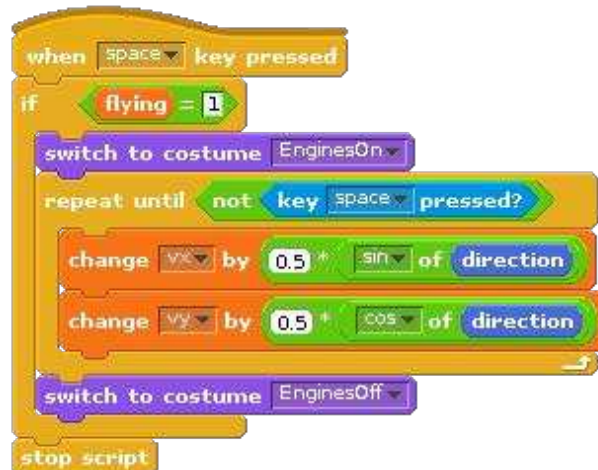 when space key pressed
if flying = 1
switch to costume EnginesOn
repeat until not key space pressed?
change vx by 0.5 * sin of direction
change vy by 0.5 * cos of direction
switch to costume EnginesOff
stop script